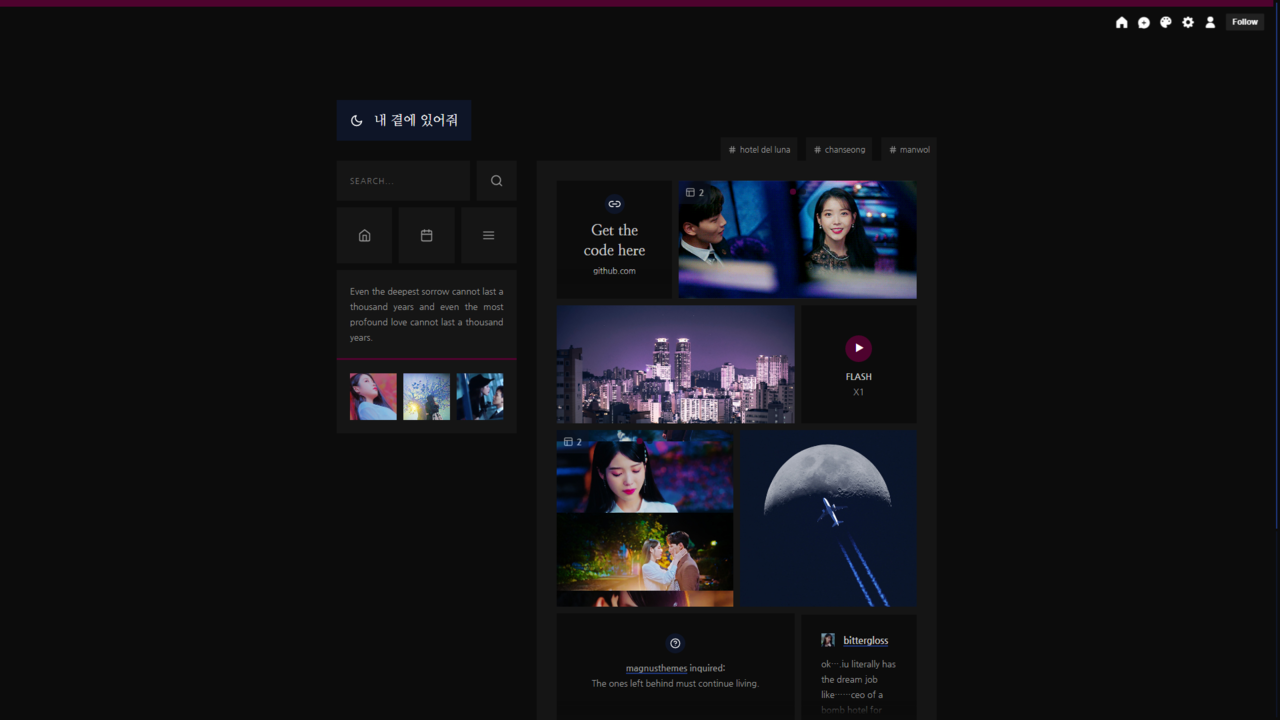 Follow
내 곁에 있어줘
# hotel del luna
# chanseong
# manwol
SEARCH...
Even the deepest sorrow cannot last a
thousand years and even the most
profound love cannot last a thousand
years.
Get the
code here
github.com
2
FLASH
X1
2
magnusthemes inquired:
The ones left behind must continue living.
bittergloss
ok….iu literally has
the dream job
like……ceo of a
bomb hotel for